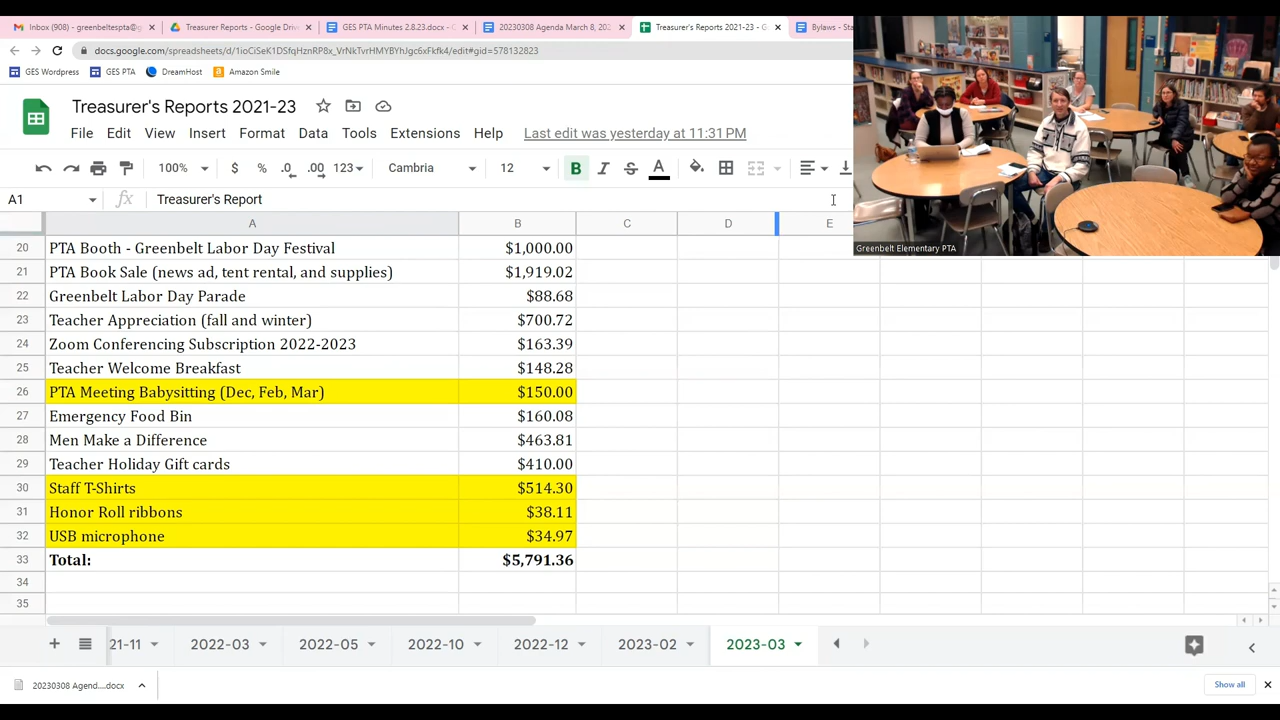 Inbox (908) - greenbeltespta@g
Treasurer Reports - Google Driv
GES PTA Minutes 2.8.23.docx - G
20230308 Agenda March 8, 202
Treasurer's Reports 2021-23 - G
Bylaws - Sta
GES Wordpress
GES PTA
DreamHost
Amazon Smile
Treasurer's Reports 2021-23
File Edit View Insert Format Data Tools Extensions Help Last edit was yesterday at 11:31 PM
100% $ % .0 .00 123 Cambria 12 B I S A
A1 fx Treasurer's Report
A B C D E
20 PTA Booth - Greenbelt Labor Day Festival $1,000.00
21 PTA Book Sale (news ad, tent rental, and supplies) $1,919.02
22 Greenbelt Labor Day Parade $88.68
23 Teacher Appreciation (fall and winter) $700.72
24 Zoom Conferencing Subscription 2022-2023 $163.39
25 Teacher Welcome Breakfast $148.28
26 PTA Meeting Babysitting (Dec, Feb, Mar) $150.00
27 Emergency Food Bin $160.08
28 Men Make a Difference $463.81
29 Teacher Holiday Gift cards $410.00
30 Staff T-Shirts $514.30
31 Honor Roll ribbons $38.11
32 USB microphone $34.97
33 Total: $5,791.36
34
35
Greenbelt Elementary PTA
21-11 2022-03 2022-05 2022-10 2022-12 2023-02 2023-03
20230308 Agend....docx
Show all